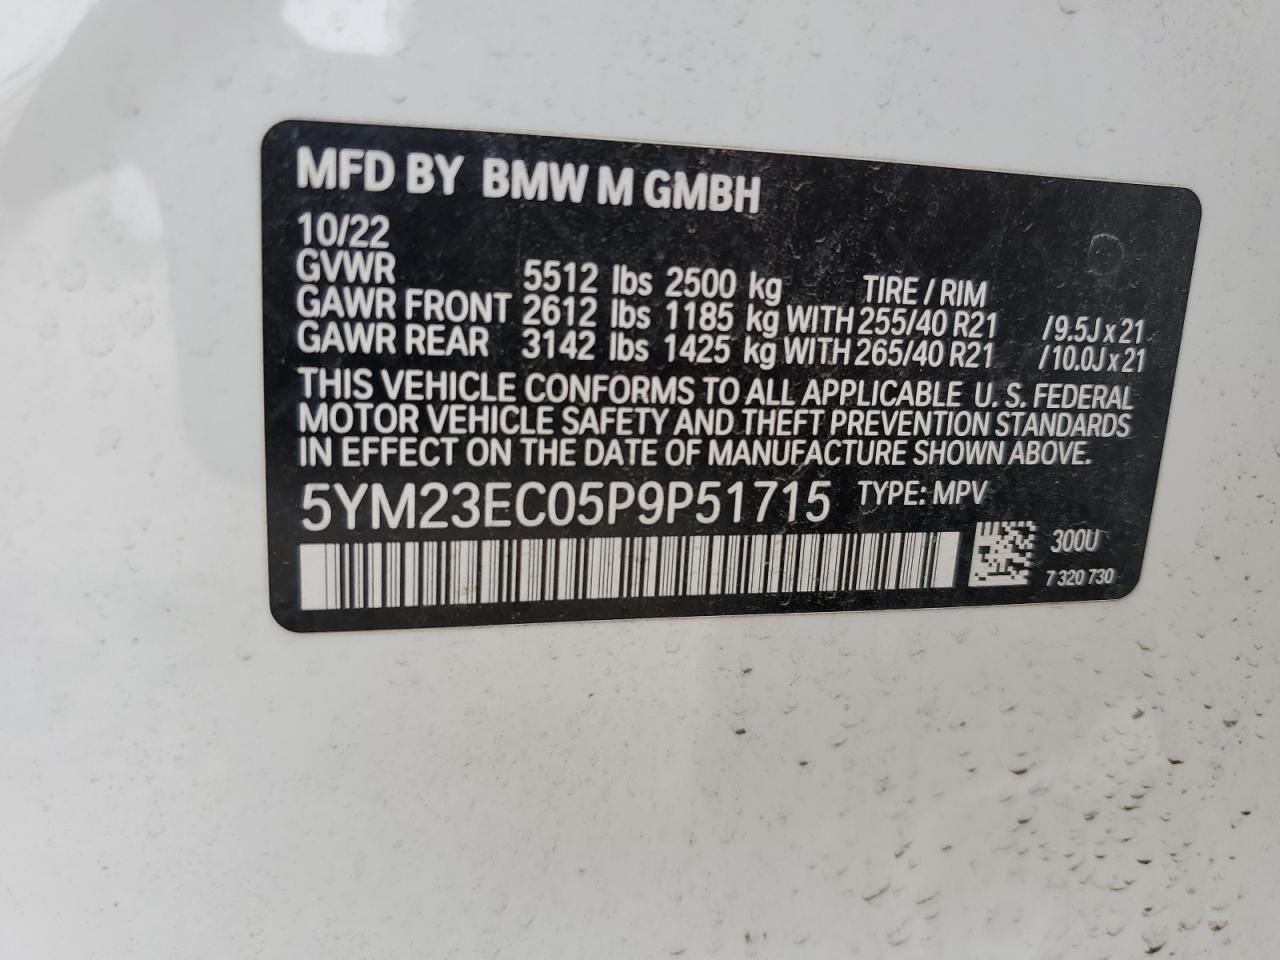 MFD BY BMW M GMBH
10/22
GVWR 5512 lbs 2500 kg TIRE / RIM
GAWR FRONT 2612 lbs 1185 kg WITH 255/40 R21 /9.5J x 21
GAWR REAR 3142 lbs 1425 kg WITH 265/40 R21 /10.0J x 21
THIS VEHICLE CONFORMS TO ALL APPLICABLE U. S. FEDERAL
MOTOR VEHICLE SAFETY AND THEFT PREVENTION STANDARDS
IN EFFECT ON THE DATE OF MANUFACTURE SHOWN ABOVE.
5YM23EC05P9P51715 TYPE: MPV
300U
7 320 730